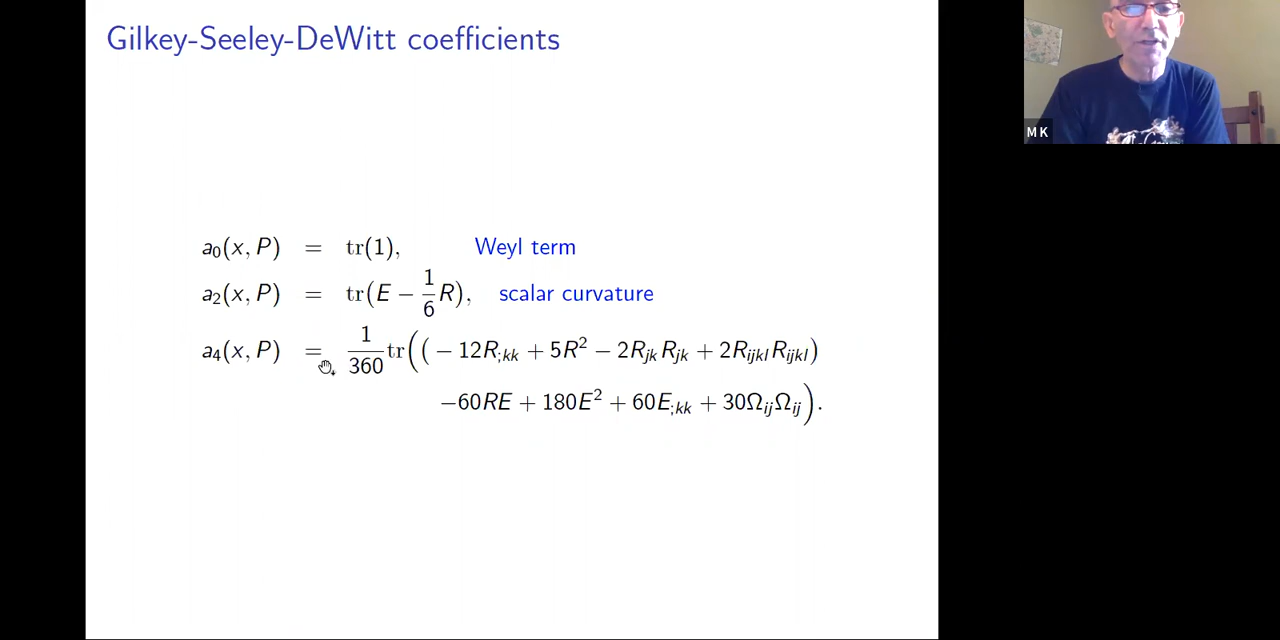 Gilkey-Seeley-DeWitt coefficients
M K
a₀(x, P) = tr(1), Weyl term
a₂(x, P) = tr(E − 1/6 R), scalar curvature
a₄(x, P) = 1/360 tr((− 12R;kk + 5R² − 2RjkRjk + 2RijklRijkl)
−60RE + 180E² + 60E;kk + 30ΩijΩij).